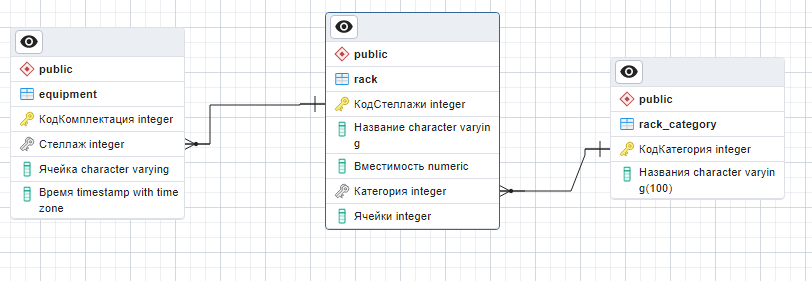 public
equipment
КодКомплектация integer
Стеллаж integer
Ячейка character varying
Время timestamp with time
zone
public
rack
КодСтеллажи integer
Название character varyin
g
Вместимость numeric
Категория integer
Ячейки integer
public
rack_category
КодКатегория integer
Названия character varyin
g(100)